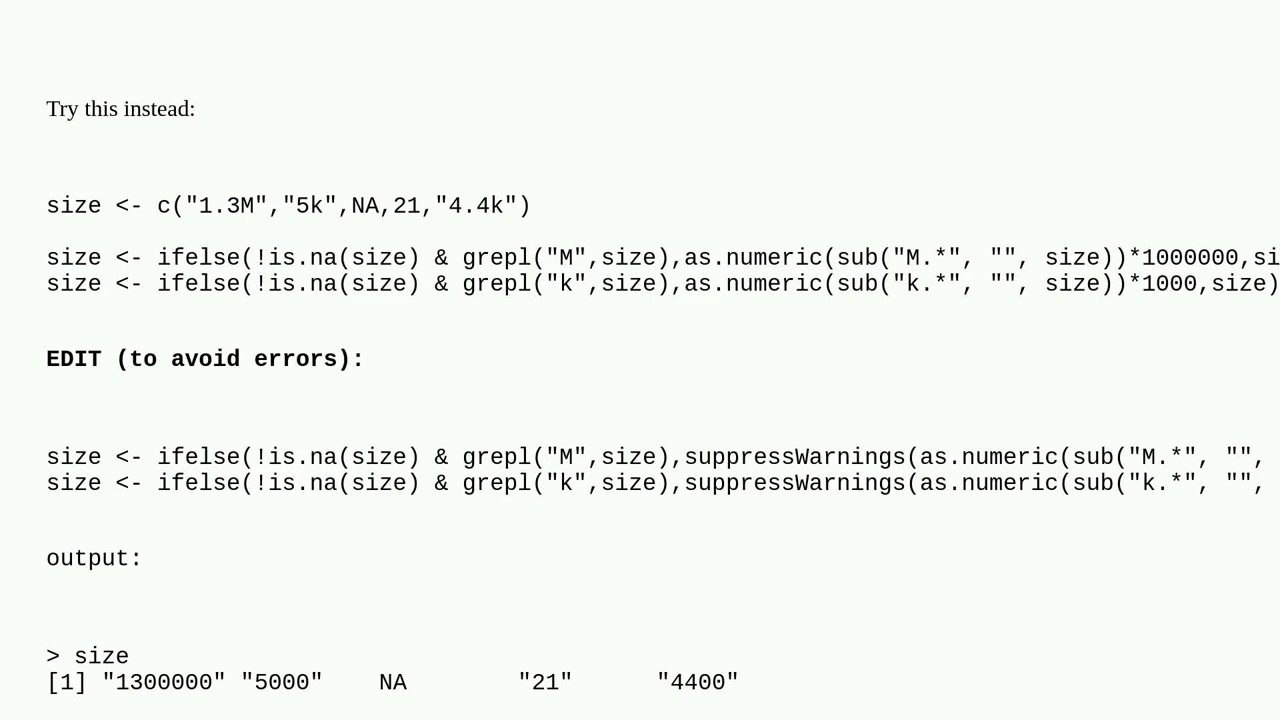 Try this instead:
size <- c("1.3M","5k",NA,21,"4.4k")
size <- ifelse(!is.na(size) & grepl("M",size),as.numeric(sub("M.*", "", size))*1000000,si
size <- ifelse(!is.na(size) & grepl("k",size),as.numeric(sub("k.*", "", size))*1000,size)
EDIT (to avoid errors):
size <- ifelse(!is.na(size) & grepl("M",size),suppressWarnings(as.numeric(sub("M.*", "",
size <- ifelse(!is.na(size) & grepl("k",size),suppressWarnings(as.numeric(sub("k.*", "",
output:
> size
[1] "1300000" "5000"    NA        "21"      "4400"